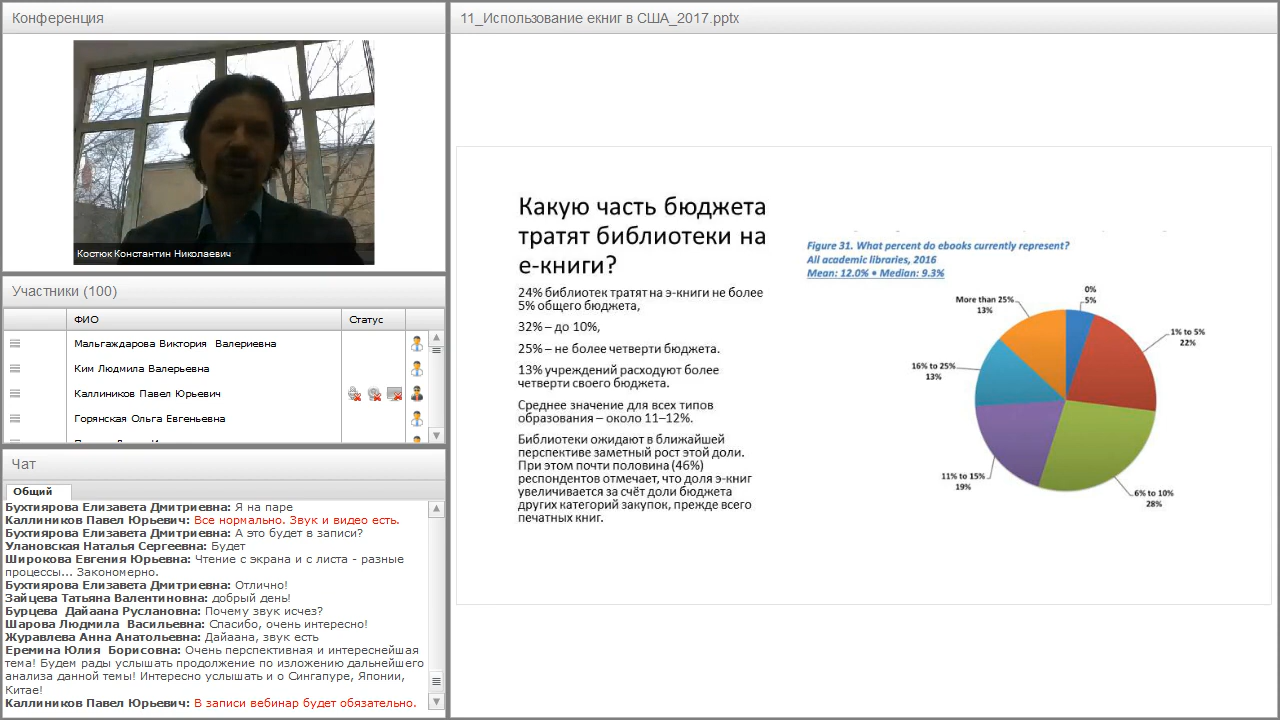 Конференция
Костюк Константин Николаевич
Участники (100)
ФИО
Статус
Мальгаждарова Виктория Валериевна
Ким Людмила Валерьевна
Каллиников Павел Юрьевич
Горянская Ольга Евгеньевна
Чат
Общий
Бухтиярова Елизавета Дмитриевна: Я на паре
Каллиников Павел Юрьевич: Все нормально. Звук и видео есть.
Бухтиярова Елизавета Дмитриевна: А это будет в записи?
Улановская Наталья Сергеевна: Будет
Широкова Евгения Юрьевна: Чтение с экрана и с листа - разные
процессы... Закономерно.
Бухтиярова Елизавета Дмитриевна: Отлично!
Зайцева Татьяна Валентиновна: добрый день!
Бурцева Дайаана Руслановна: Почему звук исчез?
Шарова Людмила Васильевна: Спасибо, очень интересно!
Журавлева Анна Анатольевна: Дайаана, звук есть
Еремина Юлия Борисовна: Очень перспективная и интереснейшая
тема! Будем рады услышать продолжение по изложению дальнейшего
анализа данной темы! Интересно услышать и о Сингапуре, Японии,
Китае!
Каллиников Павел Юрьевич: В записи вебинар будет обязательно.
11_Использование екниг в США_2017.pptx
Какую часть бюджета
тратят библиотеки на
е-книги?
24% библиотек тратят на э-книги не более
5% общего бюджета,
32% – до 10%,
25% – не более четверти бюджета.
13% учреждений расходуют более
четверти своего бюджета.
Среднее значение для всех типов
образования – около 11–12%.
Библиотеки ожидают в ближайшей
перспективе заметный рост этой доли.
При этом почти половина (46%)
респондентов отмечает, что доля э-книг
увеличивается за счёт доли бюджета
других категорий закупок, прежде всего
печатных книг.
Figure 31. What percent do ebooks currently represent?
All academic libraries, 2016
Mean: 12.0% • Median: 9.3%
0%
5%
1% to 5%
22%
6% to 10%
28%
11% to 15%
19%
16% to 25%
13%
More than 25%
13%